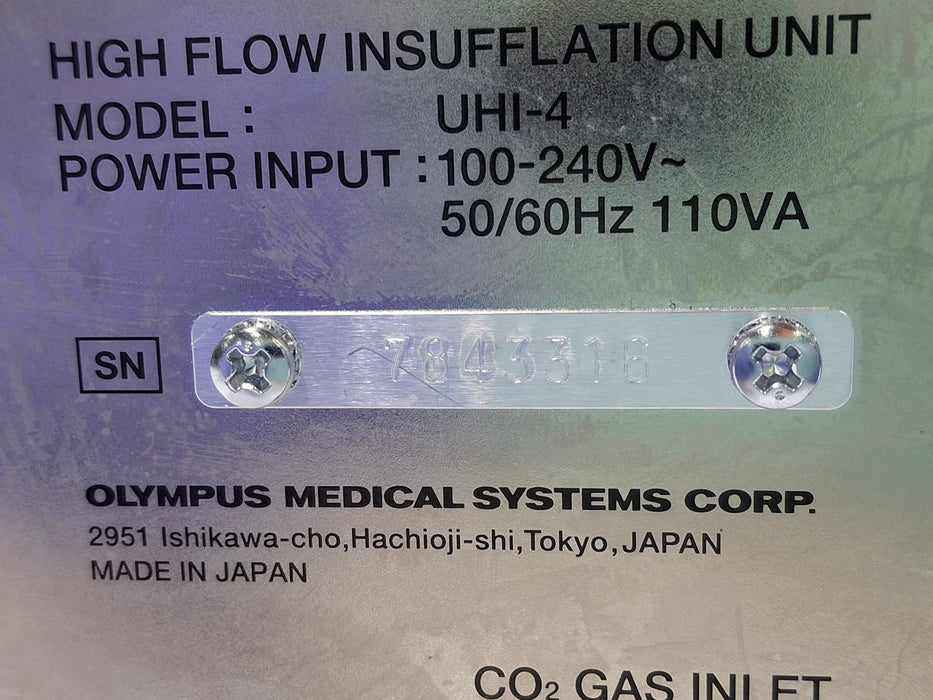 HIGH FLOW INSUFFLATION UNIT
MODEL : UHI-4
POWER INPUT : 100-240V~
50/60Hz 110VA
SN 7843316
OLYMPUS MEDICAL SYSTEMS CORP.
2951 Ishikawa-cho,Hachioji-shi,Tokyo,JAPAN
MADE IN JAPAN
CO₂ GAS INLET